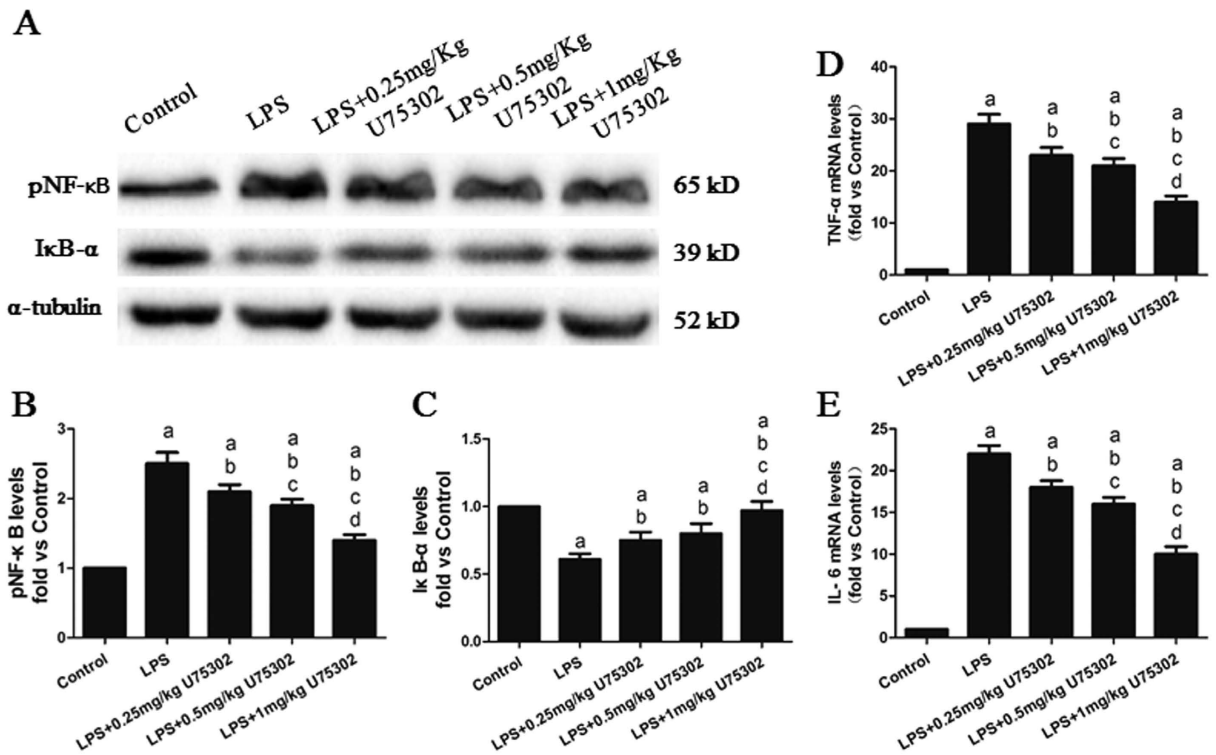 A
Control
LPS
LPS+0.25mg/Kg
U75302
LPS+0.5mg/Kg
U75302
LPS+1mg/Kg
U75302
pNF-κB
65 kD
IκB-α
39 kD
α-tubulin
52 kD
B
pNF-κ B levels
fold vs Control
3
2
1
0
a
a
b
a
b
c
a
b
c
d
Control
LPS
LPS+0.25mg/kg U75302
LPS+0.5mg/kg U75302
LPS+1mg/kg U75302
C
Iκ B-α levels
fold vs Control
1.5
1.0
0.5
0.0
a
a
b
a
b
a
b
c
d
Control
LPS
LPS+0.25mg/kg U75302
LPS+0.5mg/kg U75302
LPS+1mg/kg U75302
D
TNF-α mRNA levels
(fold vs Control)
40
30
20
10
0
a
a
b
a
b
c
a
b
c
d
Control
LPS
LPS+0.25mg/kg U75302
LPS+0.5mg/kg U75302
LPS+1mg/kg U75302
E
IL- 6 mRNA levels
(fold vs Control)
25
20
15
10
5
0
a
a
b
a
b
c
a
b
c
d
Control
LPS
LPS+0.25mg/kg U75302
LPS+0.5mg/kg U75302
LPS+1mg/kg U75302